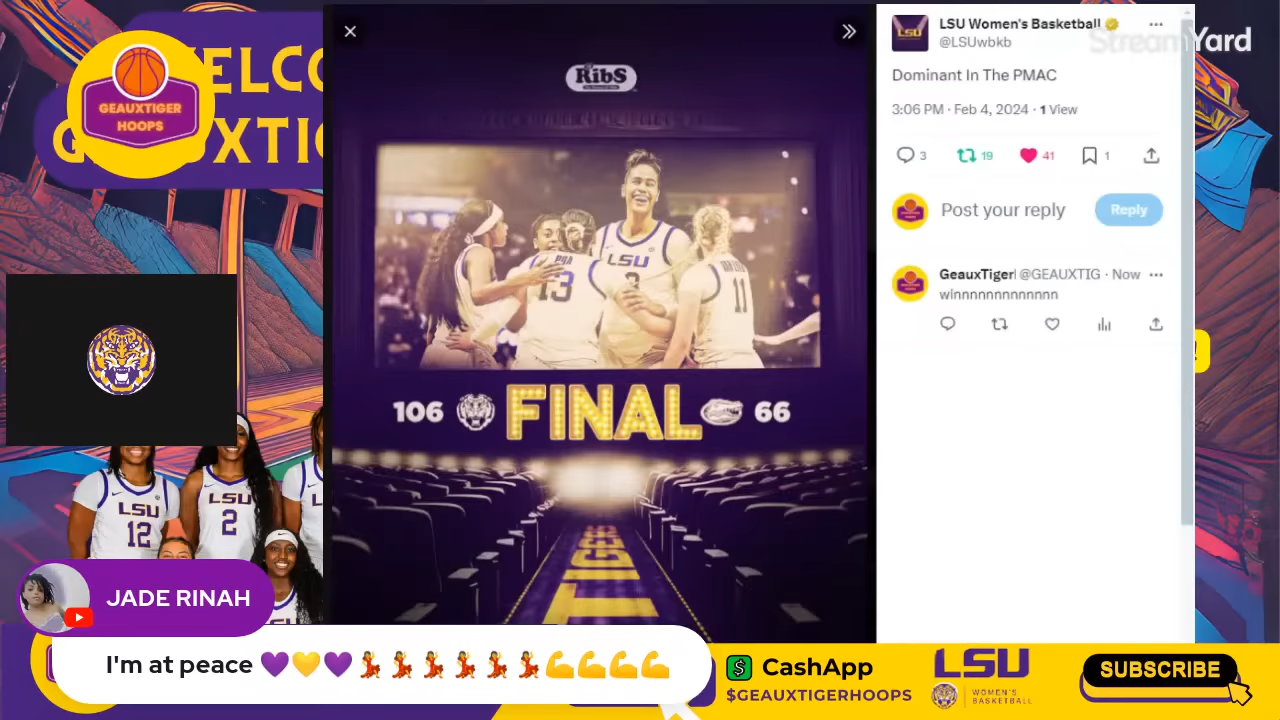 GEAUXTIGER
HOOPS
RibS
LSU
13
3
11
106
FINAL
66
TIGERS
LSU Women's Basketball
@LSUwbkb
Dominant In The PMAC
3:06 PM · Feb 4, 2024 · 1 View
3
19
41
1
Post your reply
Reply
GeauxTiger @GEAUXTIG · Now
winnnnnnnnnnnnn
StreamYard
LSU
12
LSU
2
JADE RINAH
I'm at peace 💜💛💜💃💃💃💃💃💃💪💪💪💪
$ CashApp
$GEAUXTIGERHOOPS
LSU
WOMEN'S
BASKETBALL
SUBSCRIBE